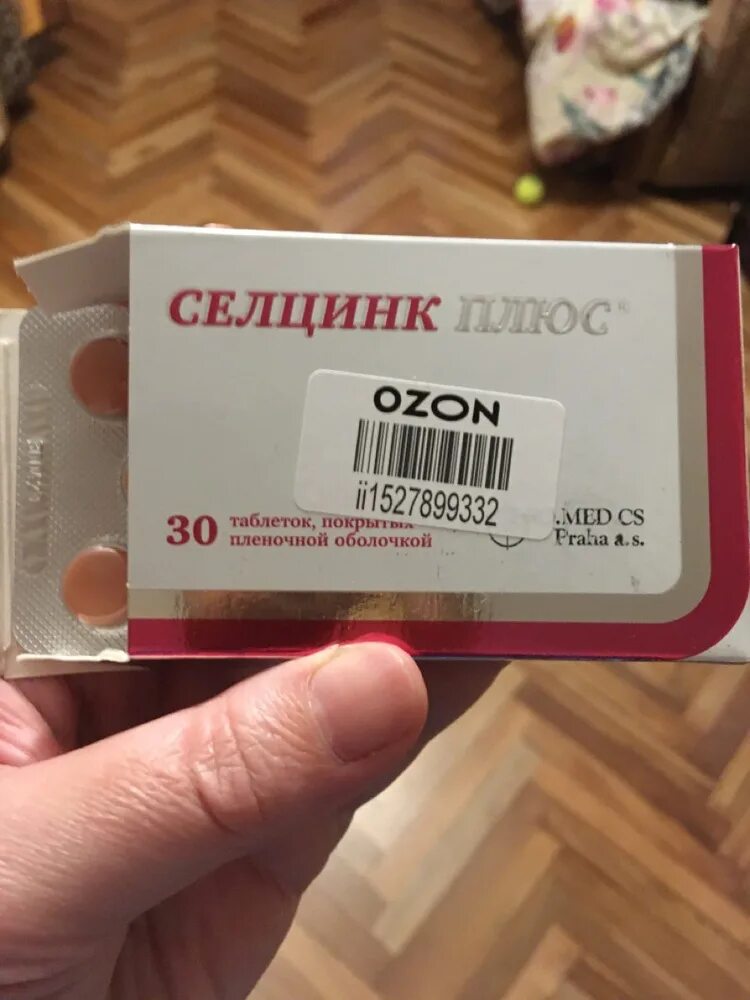 СЕЛЦИНК ПЛЮС®
OZON
ii1527899332
30 таблеток, покрытых
пленочной оболочкой
.MED CS
Praha a.s.